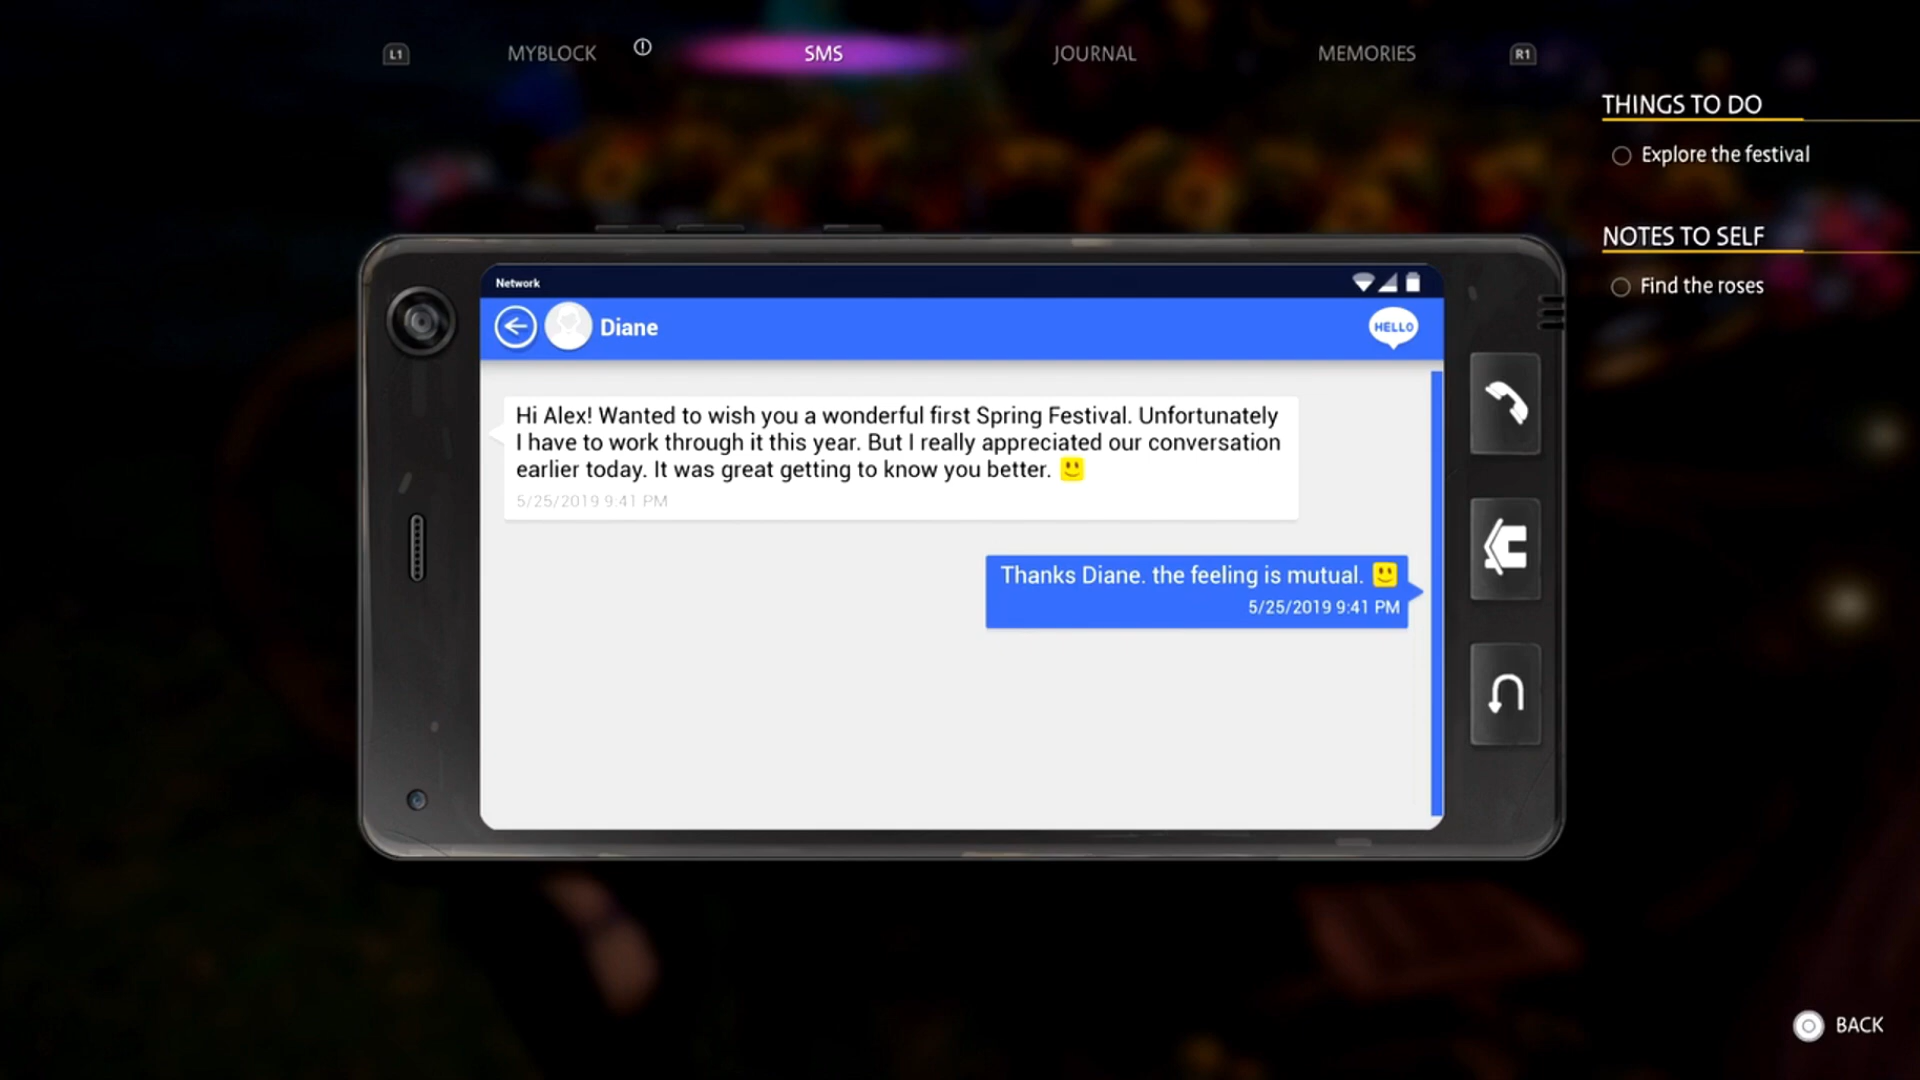 L1
MYBLOCK
SMS
JOURNAL
MEMORIES
R1
THINGS TO DO
Explore the festival
NOTES TO SELF
Find the roses
Network
Diane
HELLO
Hi Alex! Wanted to wish you a wonderful first Spring Festival. Unfortunately
I have to work through it this year. But I really appreciated our conversation
earlier today. It was great getting to know you better.
5/25/2019 9:41 PM
Thanks Diane. the feeling is mutual.
5/25/2019 9:41 PM
BACK